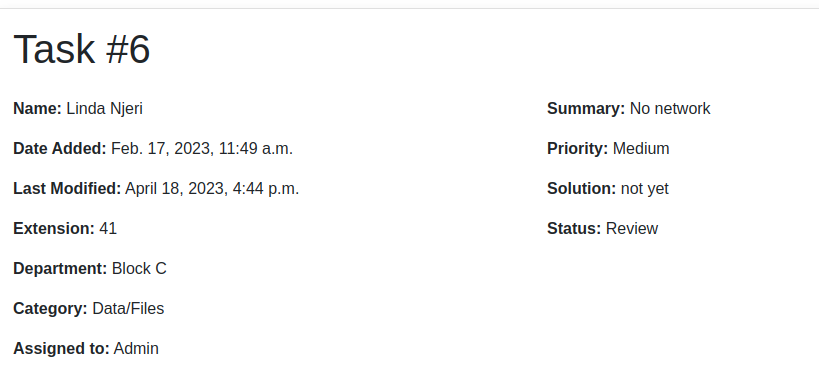 Task #6
Name: Linda Njeri
Date Added: Feb. 17, 2023, 11:49 a.m.
Last Modified: April 18, 2023, 4:44 p.m.
Extension: 41
Department: Block C
Category: Data/Files
Assigned to: Admin
Summary: No network
Priority: Medium
Solution: not yet
Status: Review